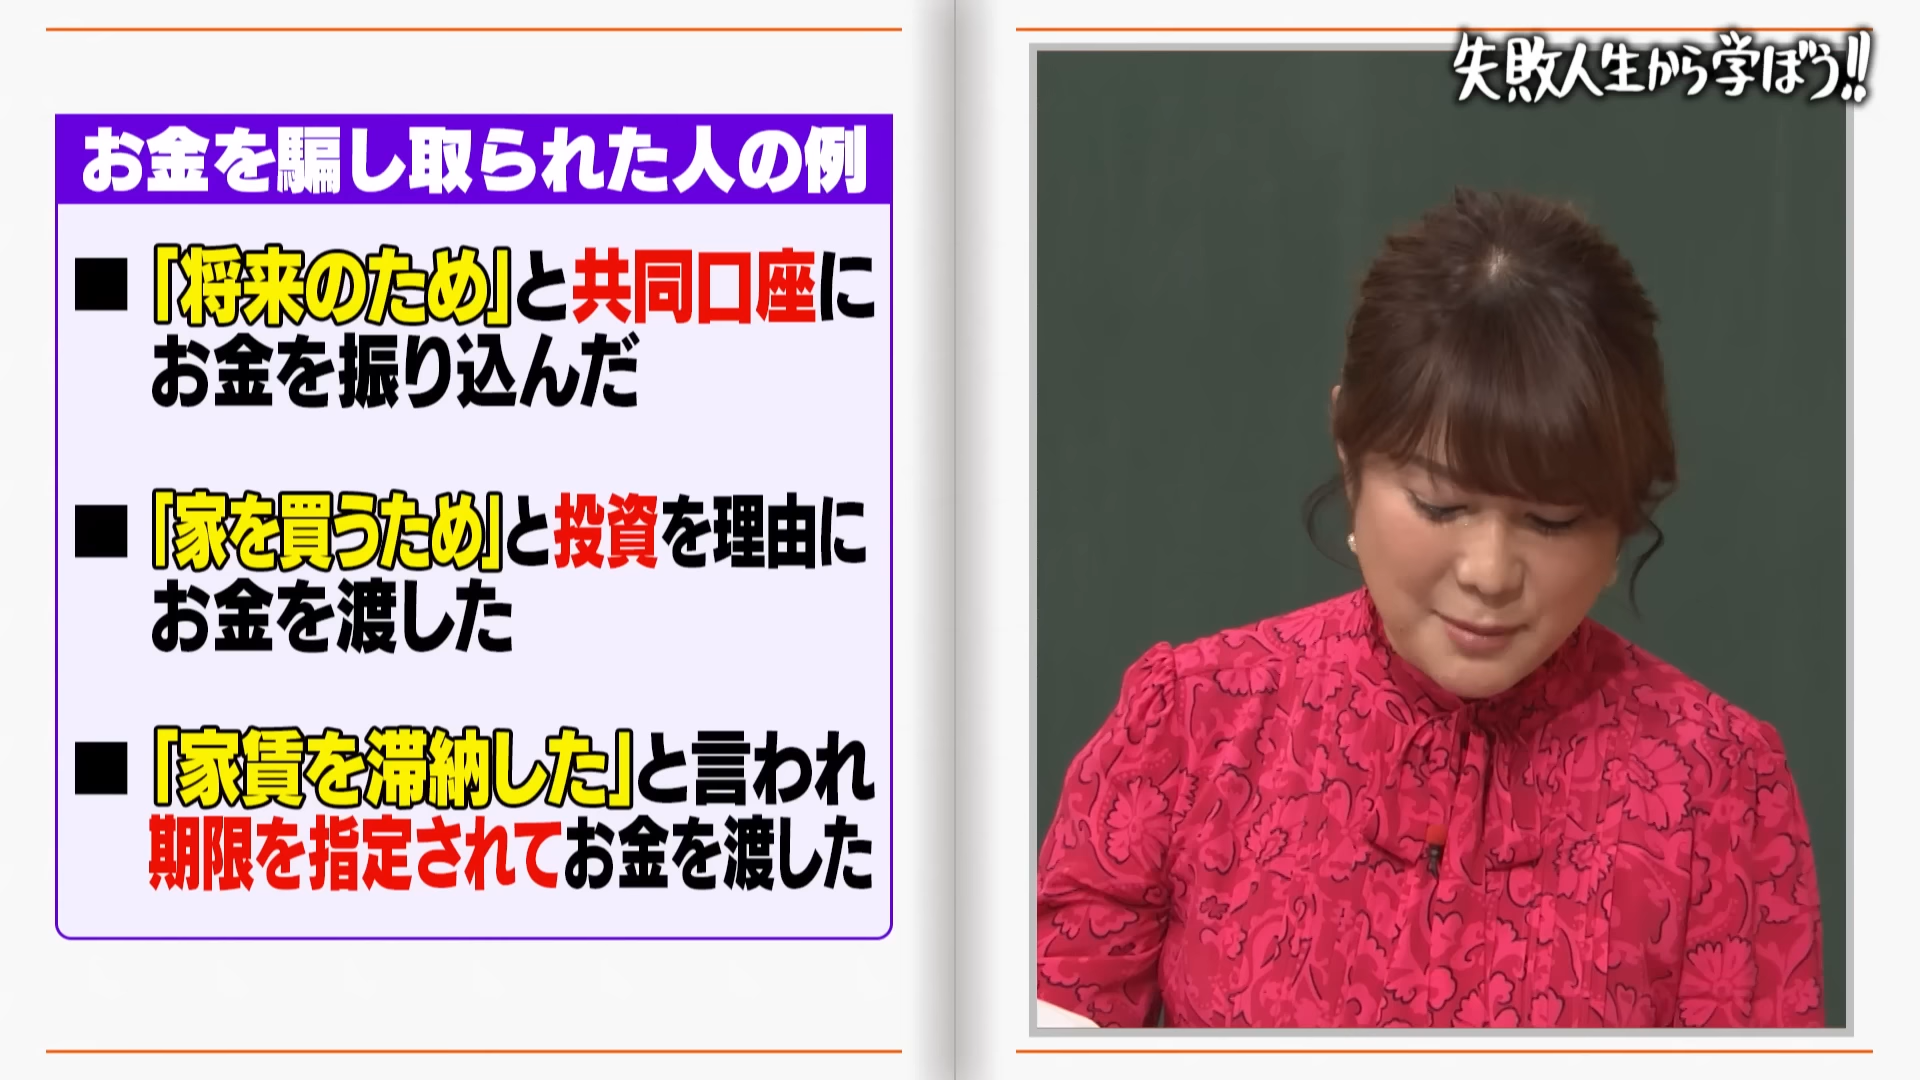 お金を騙し取られた人の例
■「将来のため」と共同口座に
お金を振り込んだ
■「家を買うため」と投資を理由に
お金を渡した
■「家賃を滞納した」と言われ
期限を指定されてお金を渡した
失敗人生から学ぼう!!